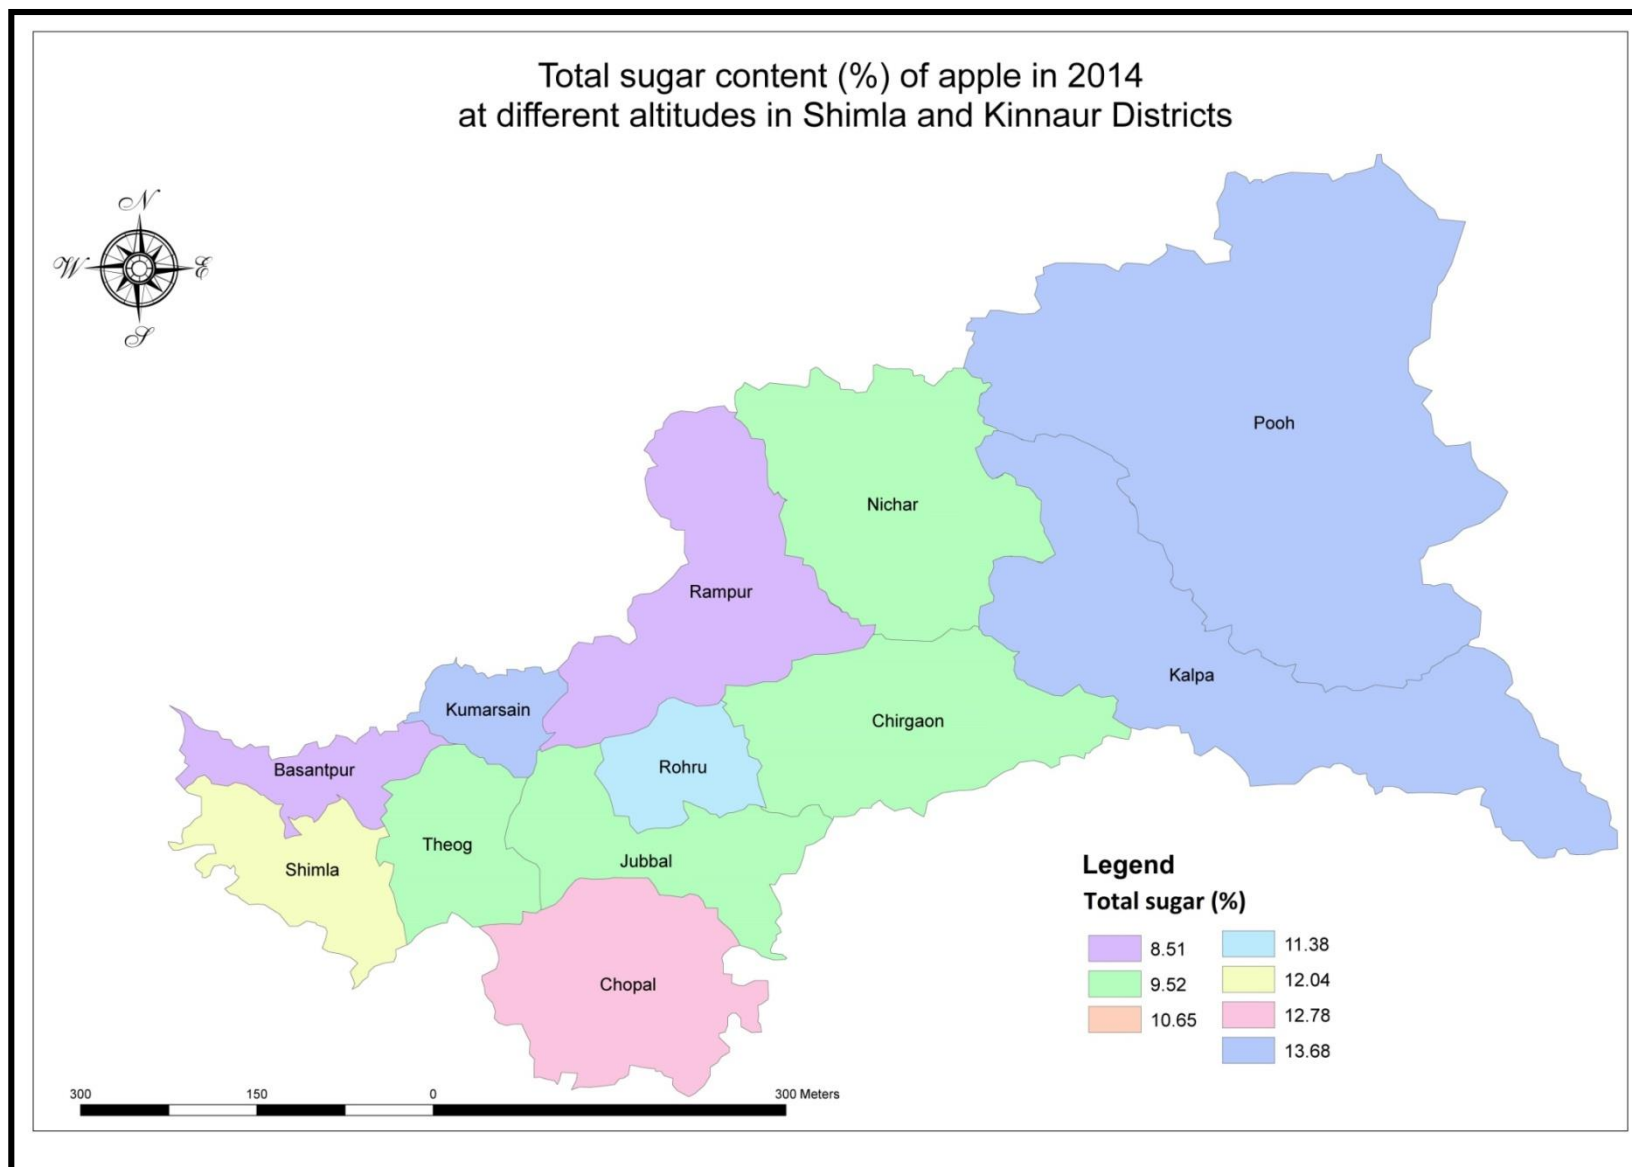 Total sugar content (%) of apple in 2014
at different altitudes in Shimla and Kinnaur Districts
N
W
E
S
Pooh
Nichar
Rampur
Kalpa
Kumarsain
Chirgaon
Rohru
Basantpur
Theog
Jubbal
Shimla
Chopal
Legend
Total sugar (%)
8.51
9.52
10.65
11.38
12.04
12.78
13.68
300 150 0 300 Meters